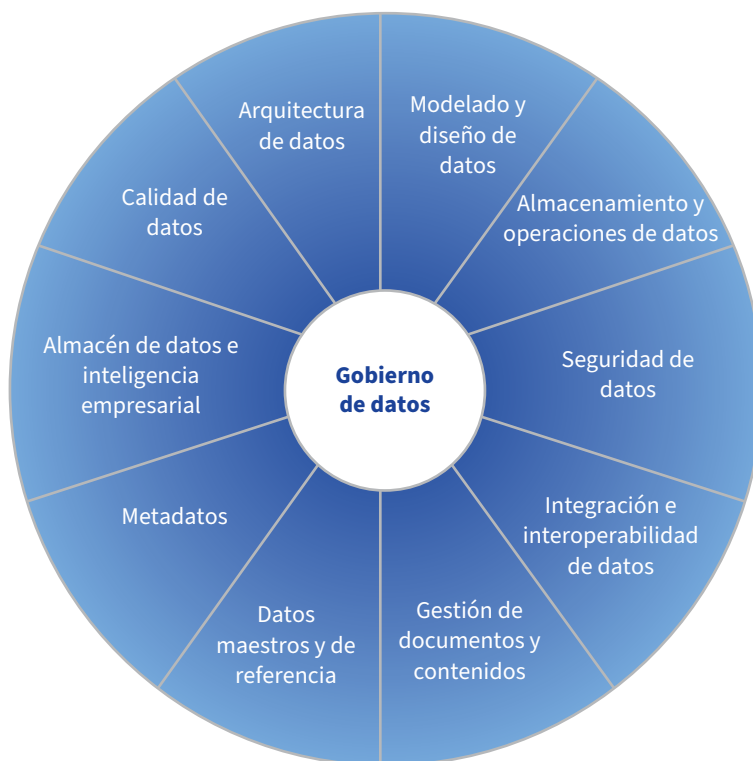 Arquitectura
de datos
Modelado y
diseño de
datos
Almacenamiento y
operaciones de datos
Seguridad de
datos
Integración e
interoperabilidad
de datos
Gestión de
documentos y
contenidos
Datos
maestros y de
referencia
Metadatos
Almacén de datos e
inteligencia
empresarial
Calidad de
datos
Gobierno
de datos